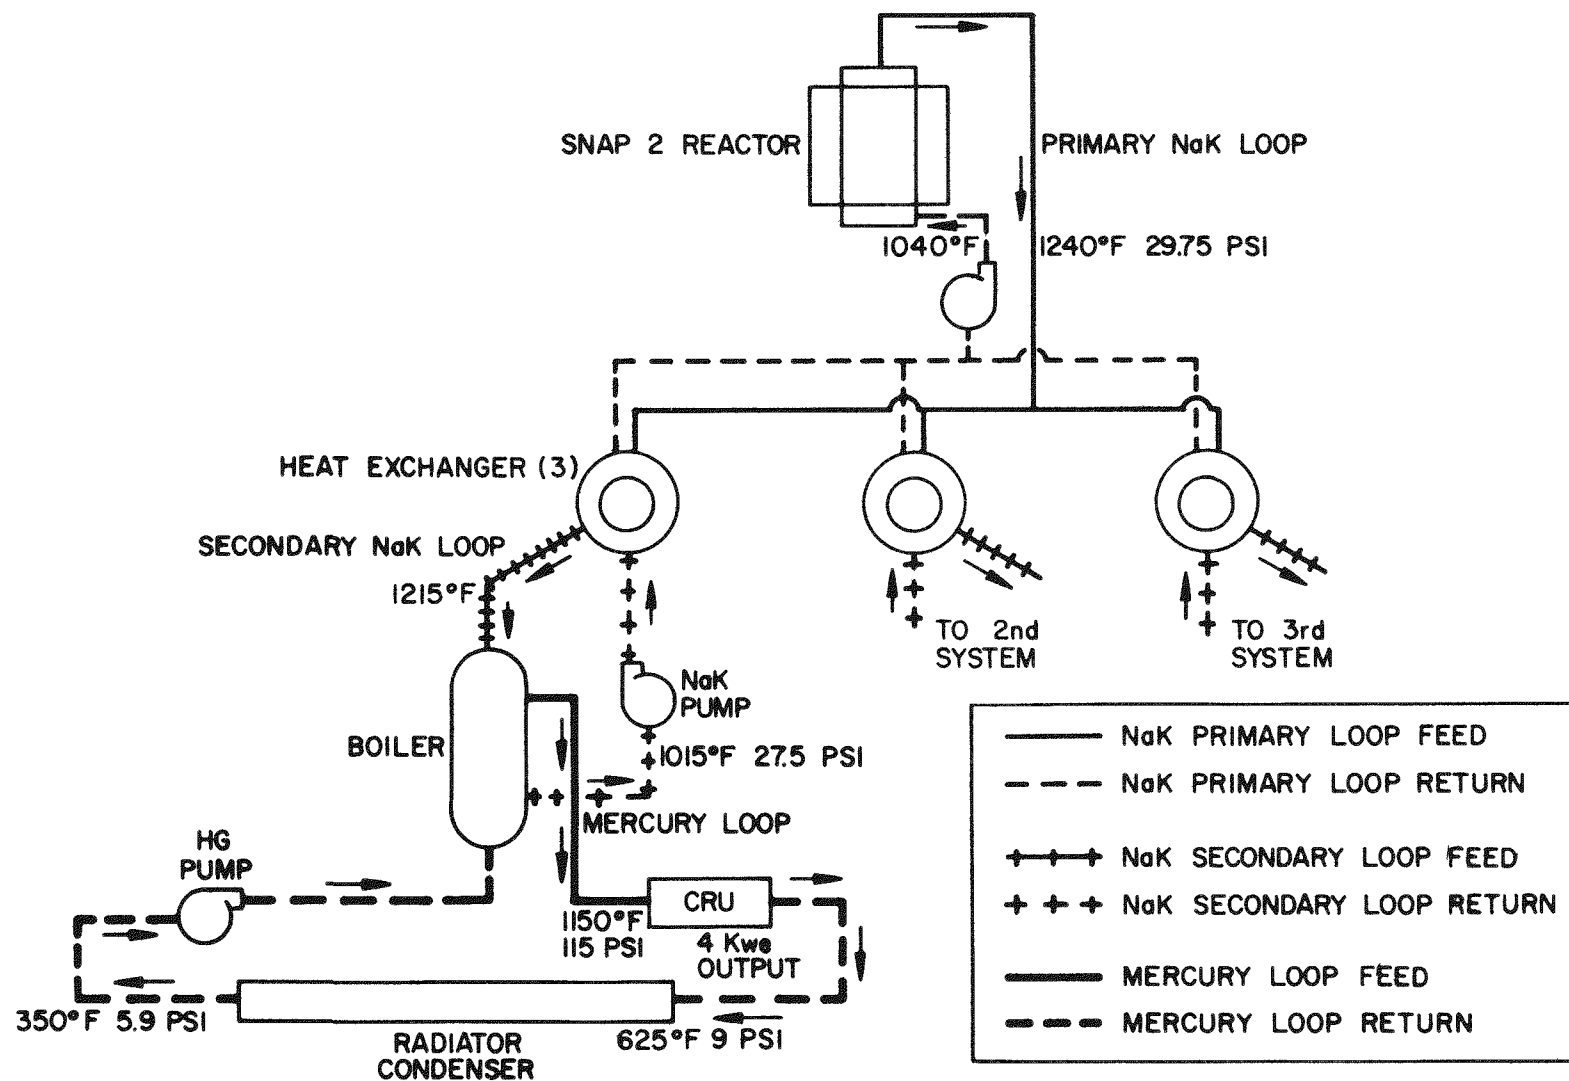 SNAP 2 REACTOR
PRIMARY NaK LOOP
1040°F
1240°F 29.75 PSI
HEAT EXCHANGER (3)
SECONDARY NaK LOOP
1215°F
TO 2nd
SYSTEM
TO 3rd
SYSTEM
NaK
PUMP
BOILER
1015°F 27.5 PSI
MERCURY LOOP
HG
PUMP
CRU
1150°F
115 PSI
4 Kwe
OUTPUT
350°F 5.9 PSI
625°F 9 PSI
RADIATOR
CONDENSER
NaK PRIMARY LOOP FEED
NaK PRIMARY LOOP RETURN
NaK SECONDARY LOOP FEED
NaK SECONDARY LOOP RETURN
MERCURY LOOP FEED
MERCURY LOOP RETURN